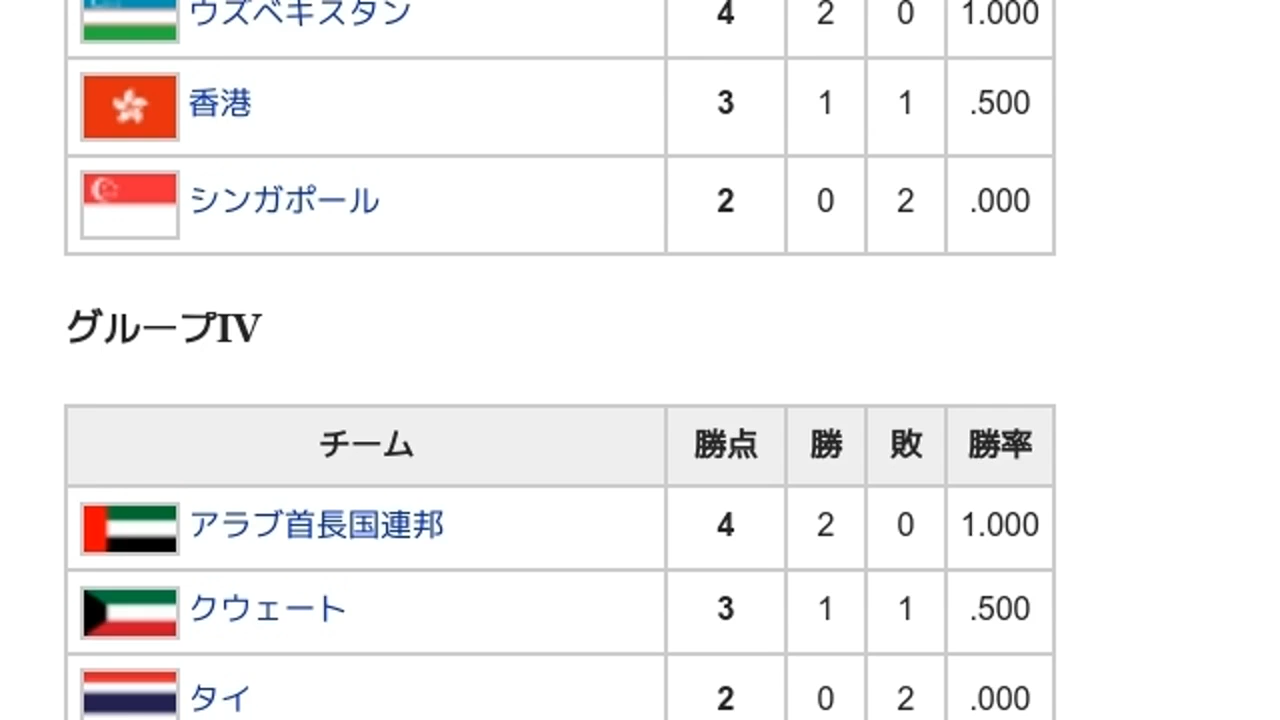 ウズベキスタン 4 2 0 1.000
香港 3 1 1 .500
シンガポール 2 0 2 .000
グループIV
チーム 勝点 勝 敗 勝率
アラブ首長国連邦 4 2 0 1.000
クウェート 3 1 1 .500
タイ 2 0 2 .000